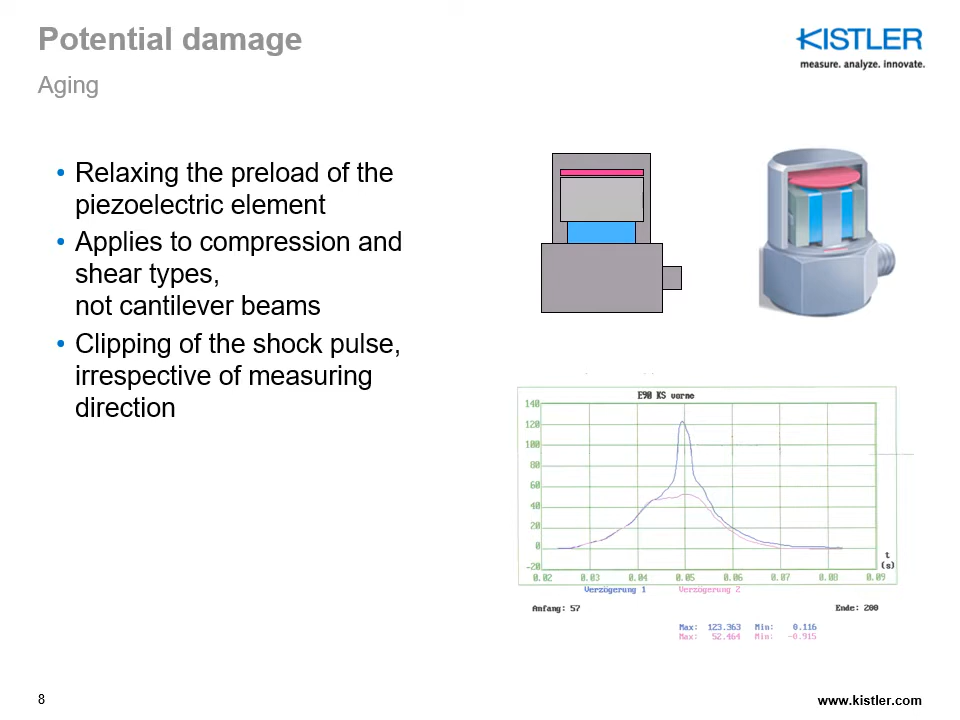 Potential damage
KISTLER
measure. analyze. innovate.
Aging
• Relaxing the preload of the
piezoelectric element
• Applies to compression and
shear types,
not cantilever beams
• Clipping of the shock pulse,
irrespective of measuring
direction
E90 KS vorne
140
120
100
80
60
40
20
0
-20
t
(s)
0.02 0.03 0.04 0.05 0.06 0.07 0.08 0.09
Verzögerung 1 Verzögerung 2
Anfang: 57 Ende: 200
Max: 123.363 Min: 0.116
Max: 52.464 Min: -0.915
8
www.kistler.com